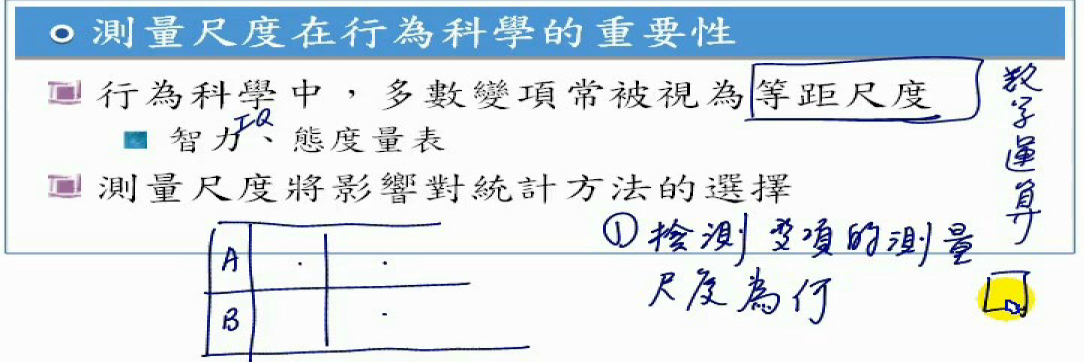 測量尺度在行為科學的重要性
行為科學中，多數變項常被視為等距尺度
數字運算
IQ
智力、態度量表
測量尺度將影響對統計方法的選擇
①檢測變項的測量
尺度為何
A
B